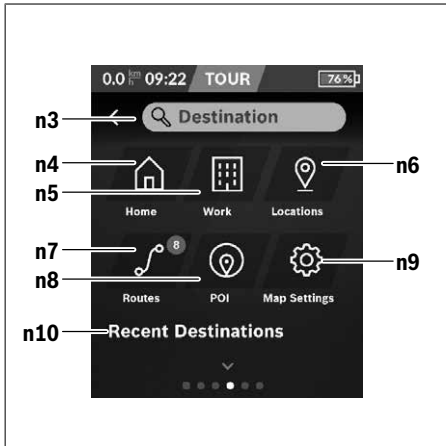 0.0 km/h 09:22 TOUR 76%
n3 Destination
n4 n6
n5
Home Work Locations
n7 8
n8 n9
Routes POI Map Settings
n10 Recent Destinations